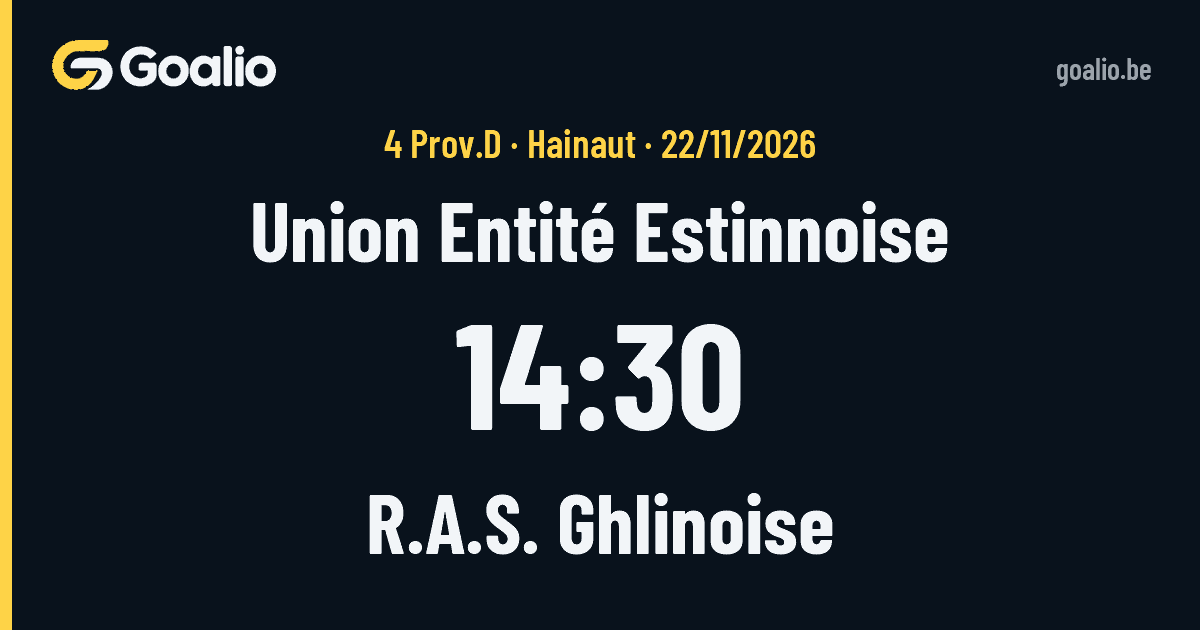 Goalio
goalio.be
4 Prov.D · Hainaut · 22/11/2026
Union Entité Estinnoise
14:30
R.A.S. Ghlinoise